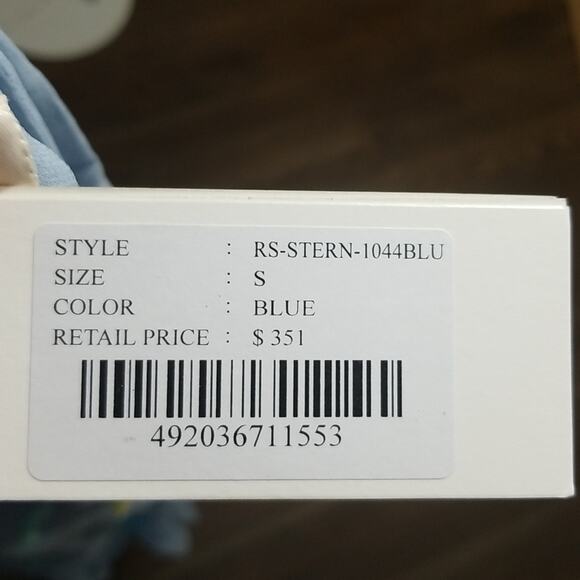 STYLE : RS-STERN-1044BLU
SIZE : S
COLOR : BLUE
RETAIL PRICE : $ 351
492036711553